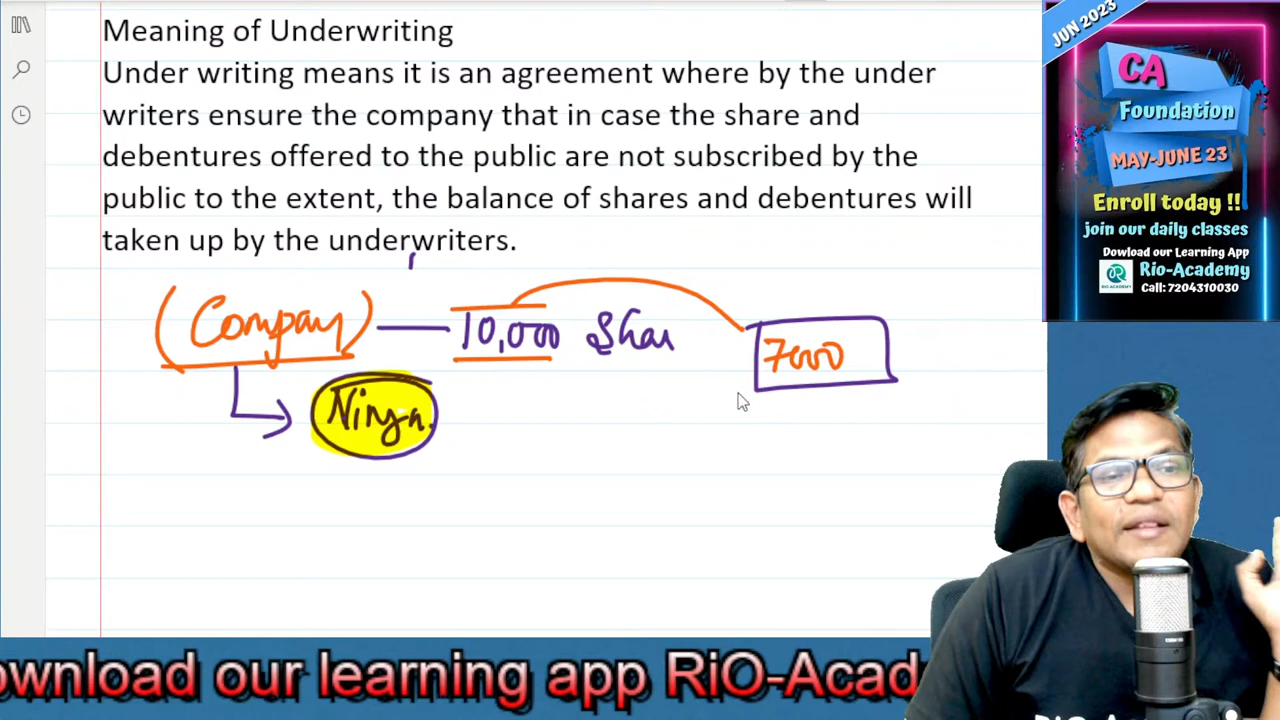 Meaning of Underwriting
Under writing means it is an agreement where by the under
writers ensure the company that in case the share and
debentures offered to the public are not subscribed by the
public to the extent, the balance of shares and debentures will
taken up by the underwriters.
(Company) — 10,000 Shar
7000
JUN 2023
CA
Foundation
MAY-JUNE 23
Enroll today !!
join our daily classes
Dowload our Learning App
RIO ACADEMY
Rio-Academy
Call: 7204310030
ownload our learning app RiO-Acad